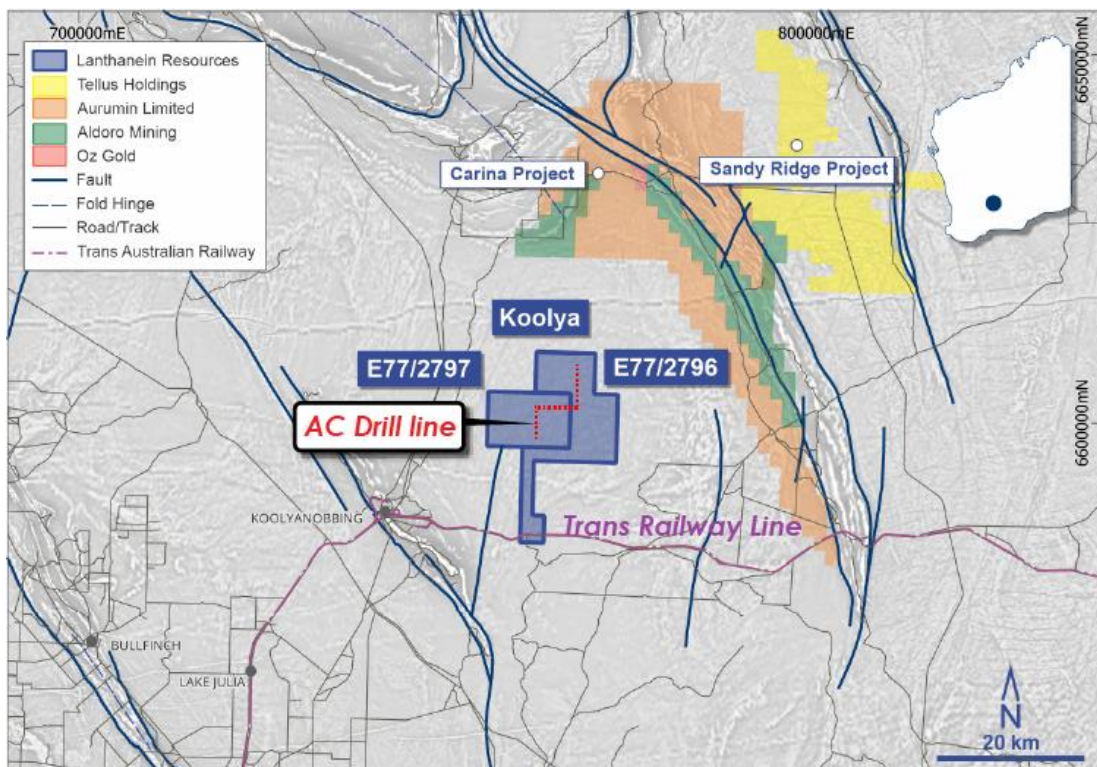 700000mE
800000mE
6650000mN
Lanthanein Resources
Tellus Holdings
Aurumin Limited
Aldoro Mining
Oz Gold
Fault
Fold Hinge
Road/Track
Trans Australian Railway
Carina Project
Sandy Ridge Project
Koolya
E77/2797
E77/2796
AC Drill line
6600000mN
KOOLYANOBBING
Trans Railway Line
BULLFINCH
LAKE JULIA
N
20 km